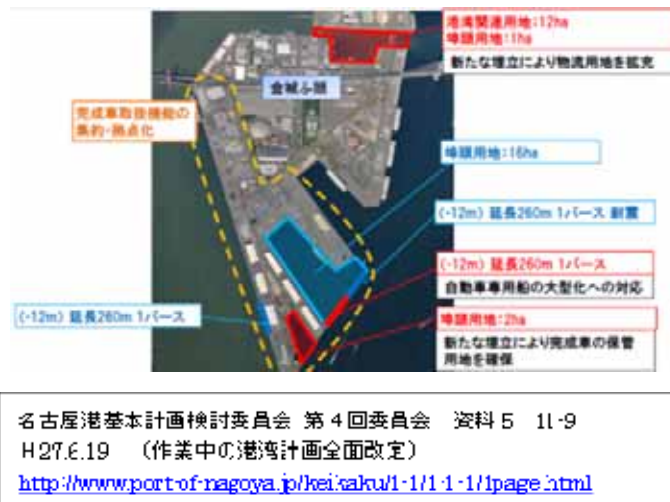 港湾関連用地:12ha
埠頭用地:1ha
新たな埋立により物流用地を拡充
金城ふ頭
完成車取扱機能の
集約・拠点化
埠頭用地:16ha
(-12m) 延長260m 1バース 耐震
(-12m) 延長260m 1バース
自動車専用船の大型化への対応
(-12m) 延長260m 1バース
埠頭用地:2ha
新たな埋立により完成車の保管
用地を確保
名古屋港基本計画検討委員会 第4回委員会 資料5 11-9
H27.6.19 (作業中の港湾計画全面改定)
http://www.port-of-nagoya.jp/keikaku/1-1/1-1-1/1page.html